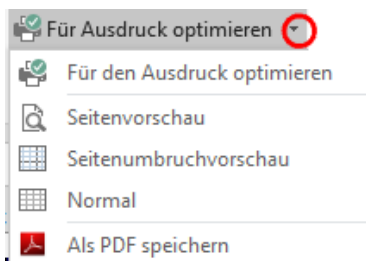 Für Ausdruck optimieren
Für den Ausdruck optimieren
Seitenvorschau
Seitenumbruchvorschau
Normal
Als PDF speichern